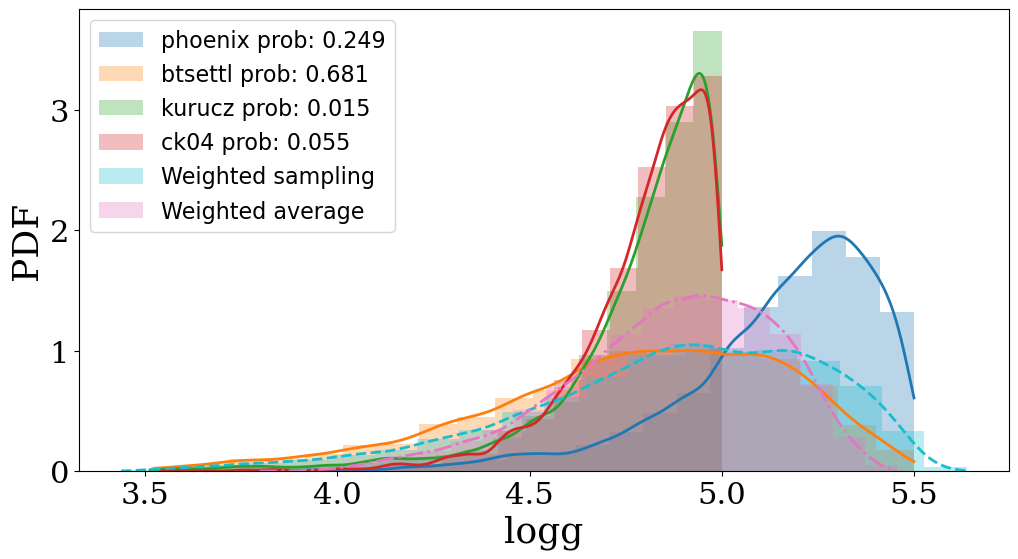 phoenix prob: 0.249
btsettl prob: 0.681
kurucz prob: 0.015
ck04 prob: 0.055
Weighted sampling
Weighted average
PDF
3
2
1
0
3.5 4.0 4.5 5.0 5.5
logg